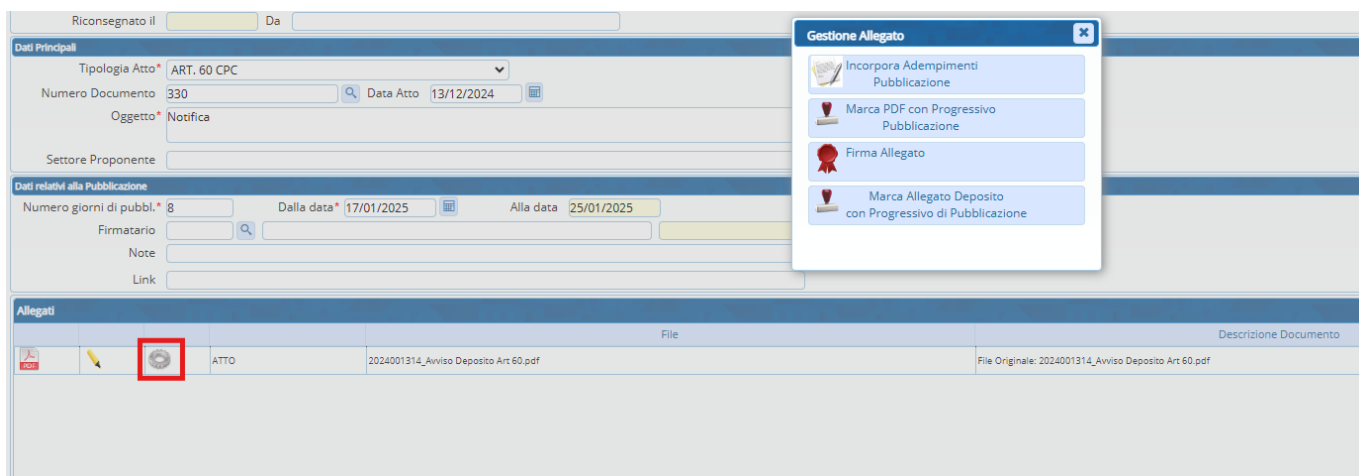 Riconsegnato il Da
Dati Principali
Tipologia Atto* ART. 60 CPC
Numero Documento 330 Data Atto 13/12/2024
Oggetto* Notifica
Settore Proponente
Dati relativi alla Pubblicazione
Numero giorni di pubbl.* 8 Dalla data* 17/01/2025 Alla data 25/01/2025
Firmatario
Note
Link
Gestione Allegato
Incorpora Adempimenti
Pubblicazione
Marca PDF con Progressivo
Pubblicazione
Firma Allegato
Marca Allegato Deposito
con Progressivo di Pubblicazione
Allegati
File Descrizione Documento
PDF ATTO 2024001314_Avviso Deposito Art 60.pdf File Originale: 2024001314_Avviso Deposito Art 60.pdf